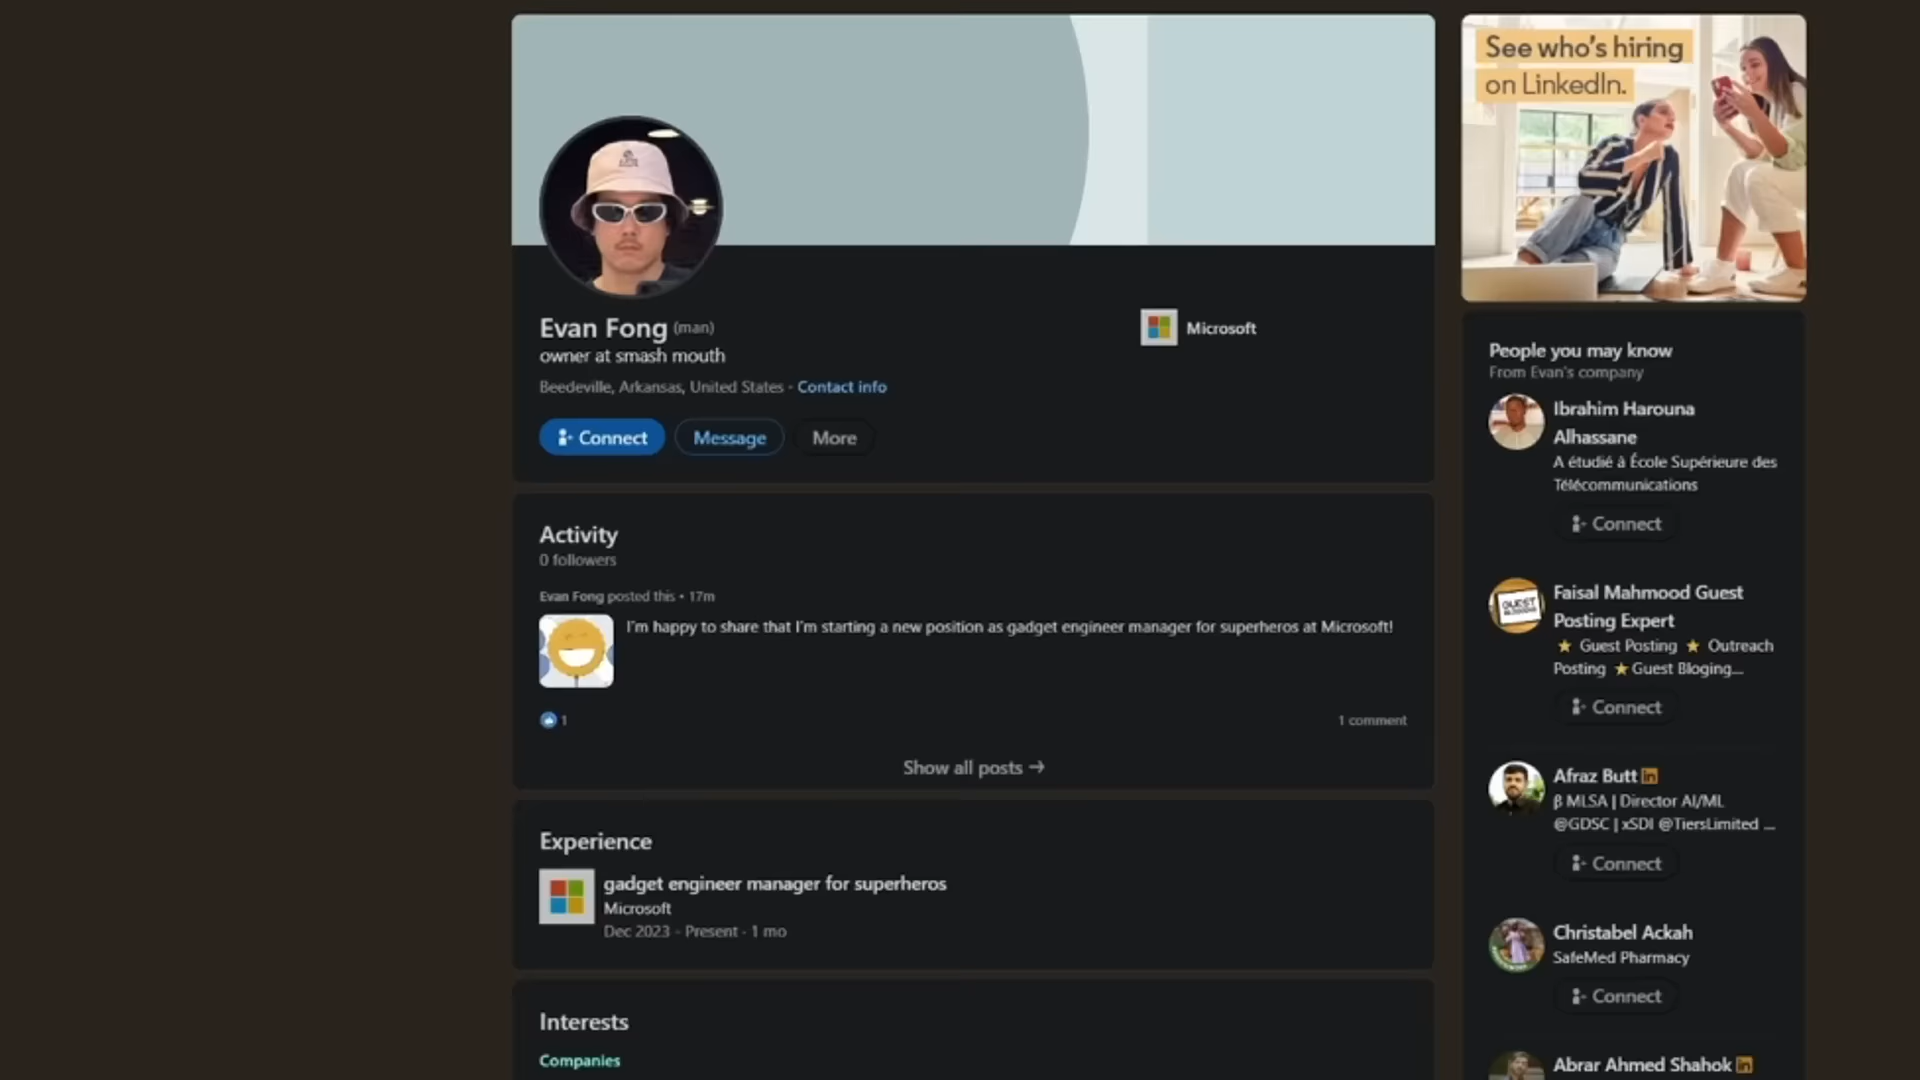 See who's hiring
on LinkedIn.
Evan Fong (man)
owner at smash mouth
Beedeville, Arkansas, United States · Contact info
Microsoft
Connect
Message
More
Activity
0 followers
Evan Fong posted this • 17m
I'm happy to share that I'm starting a new position as gadget engineer manager for superheros at Microsoft!
1
1 comment
Show all posts →
Experience
gadget engineer manager for superheros
Microsoft
Dec 2023 - Present · 1 mo
Interests
Companies
People you may know
From Evan's company
Ibrahim Harouna
Alhassane
A étudié à École Supérieure des
Télécommunications
Connect
GUEST
Faisal Mahmood Guest
Posting Expert
⭐ Guest Posting ⭐ Outreach
Posting ⭐Guest Bloging...
Connect
Afraz Butt in
β MLSA | Director AI/ML
@GDSC | xSDI @TiersLimited ...
Connect
Christabel Ackah
SafeMed Pharmacy
Connect
Abrar Ahmed Shahok in